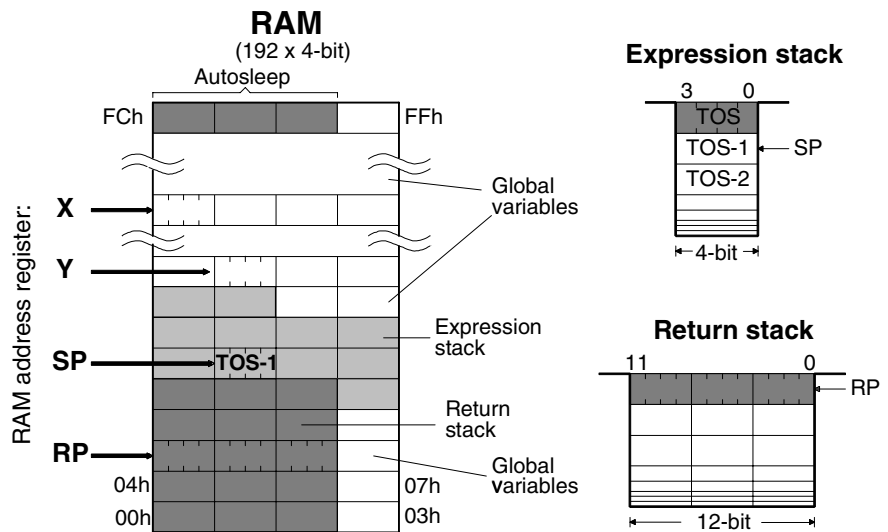 RAM
(192 x 4-bit)
Autosleep
FCh
FFh
RAM address register:
X
Y
SP
TOS-1
RP
04h
00h
07h
03h
Global
variables
Expression
stack
Return
stack
Global
variables
Expression stack
3 0
TOS
TOS-1
SP
TOS-2
4-bit
Return stack
11 0
RP
12-bit